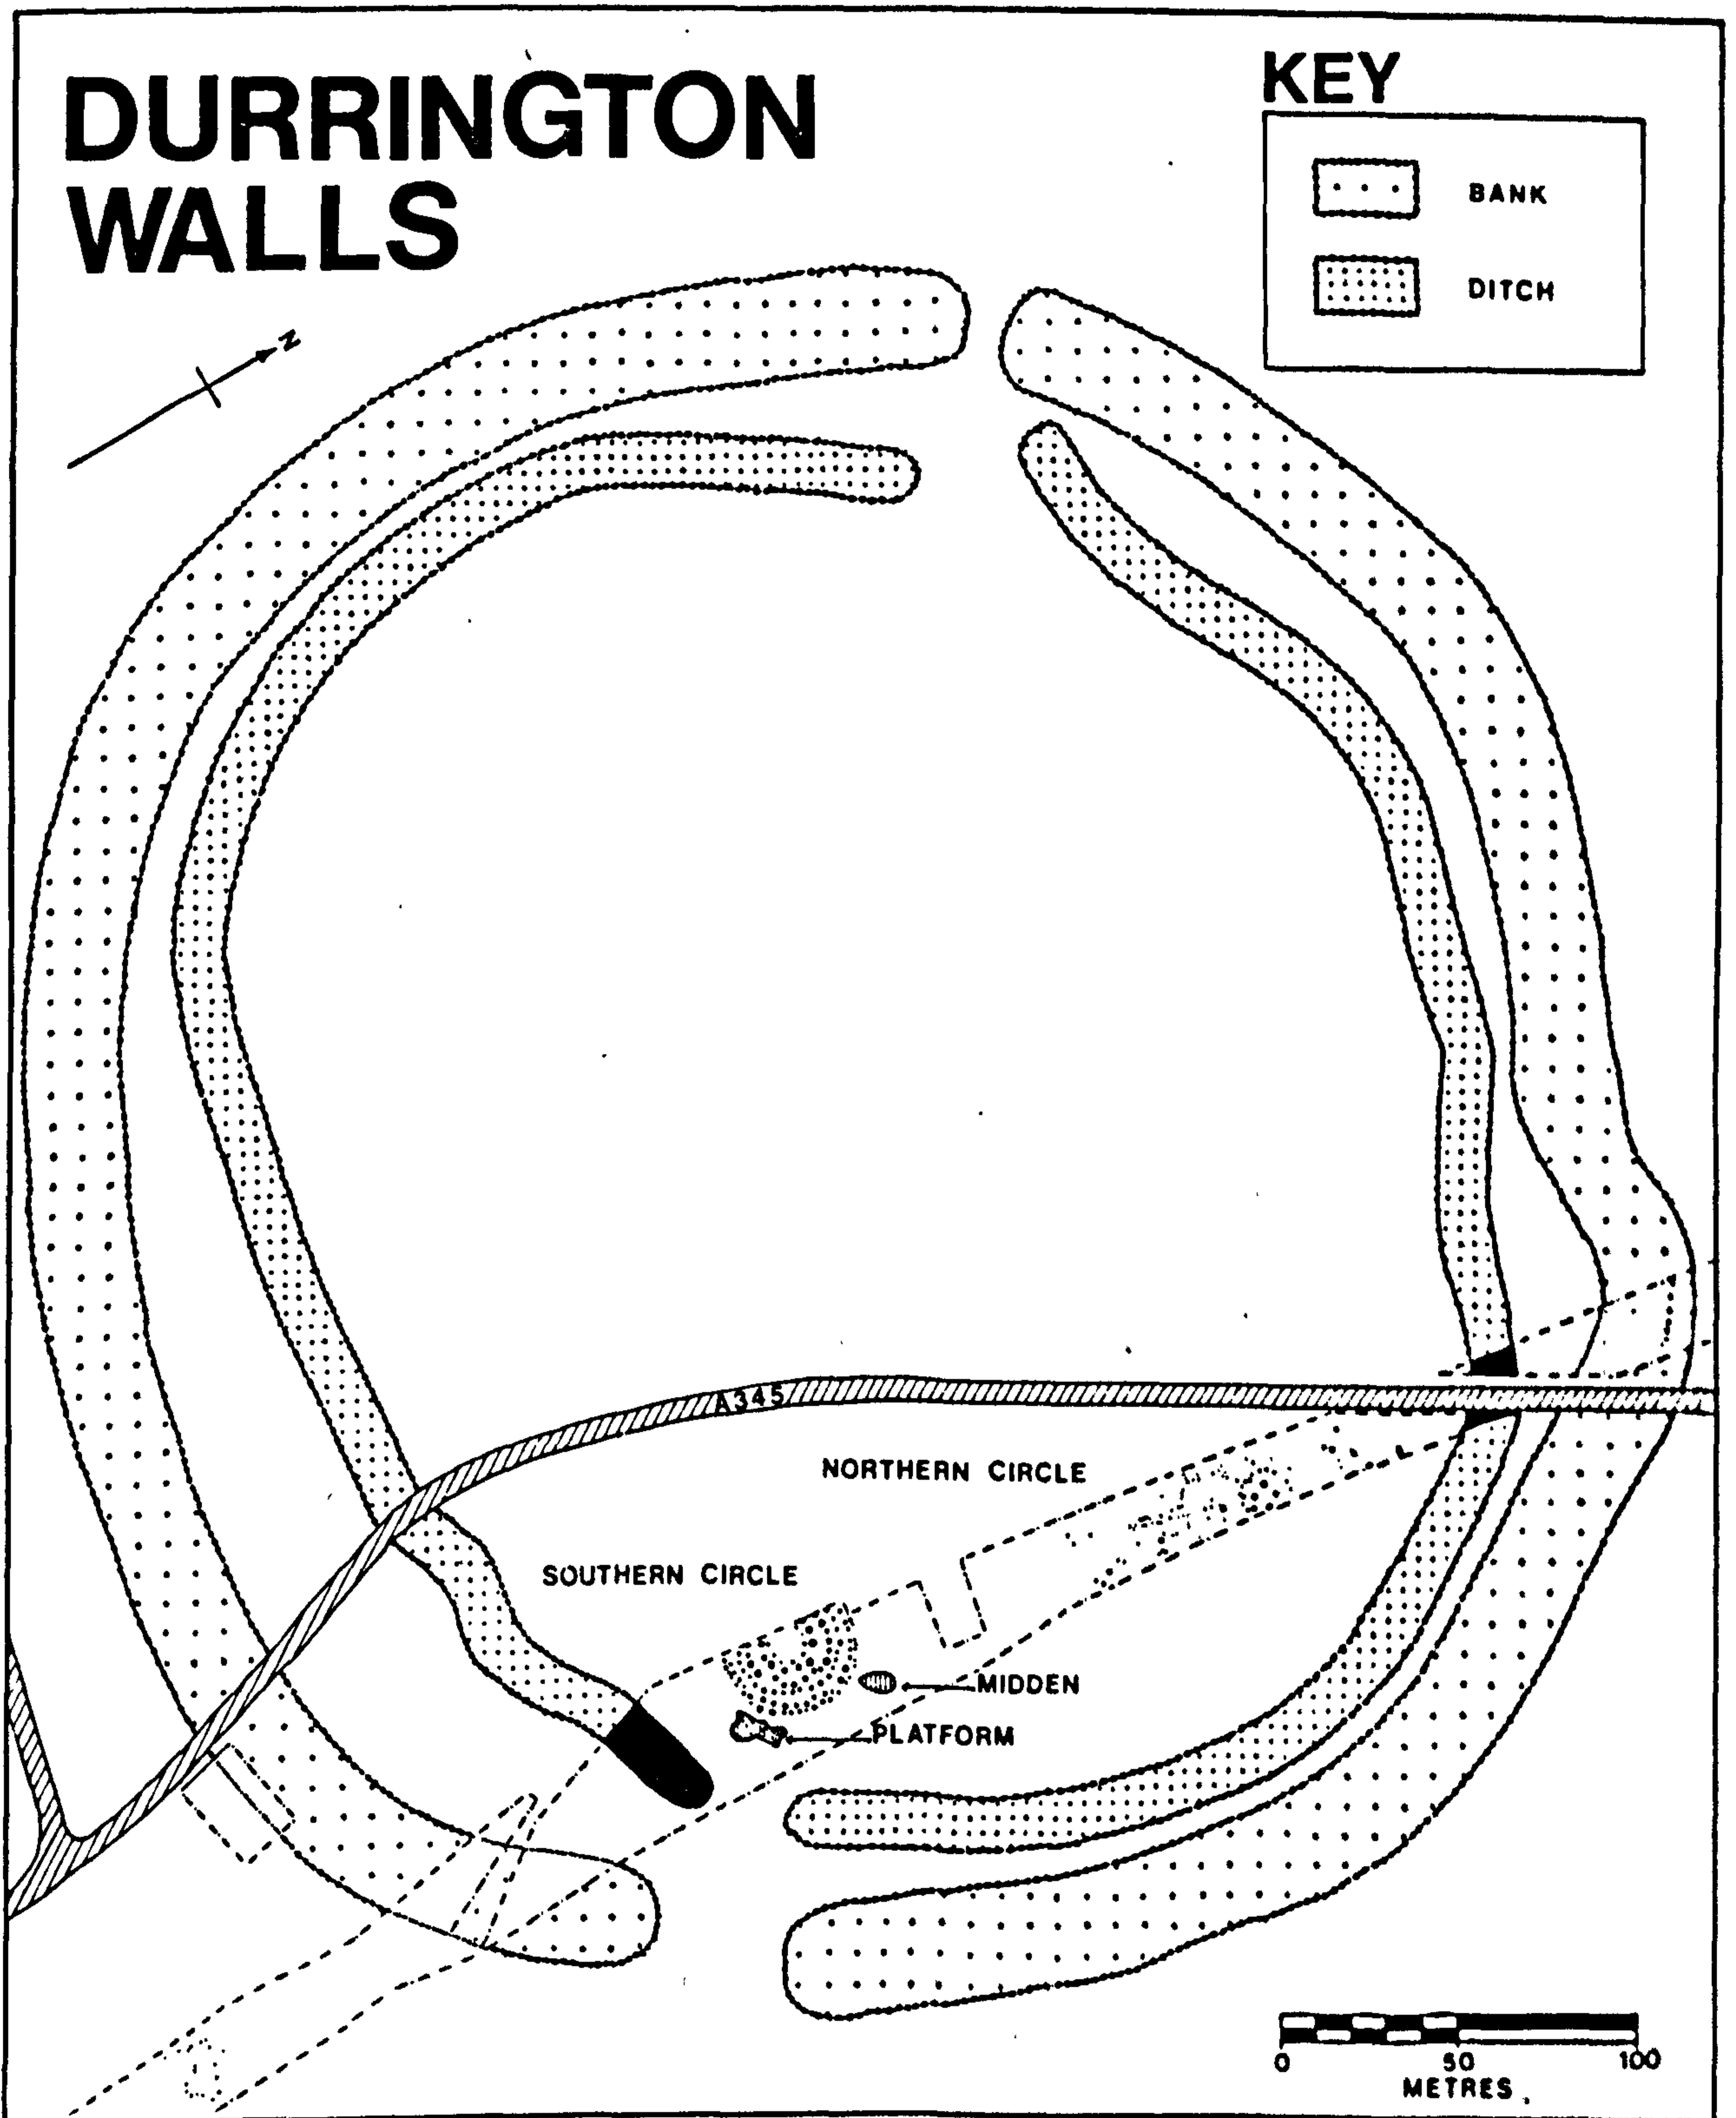 DURRINGTON
WALLS
KEY
BANK
DITCH
N
A345
NORTHERN CIRCLE
SOUTHERN CIRCLE
MIDDEN
PLATFORM
0 50 100
METRES